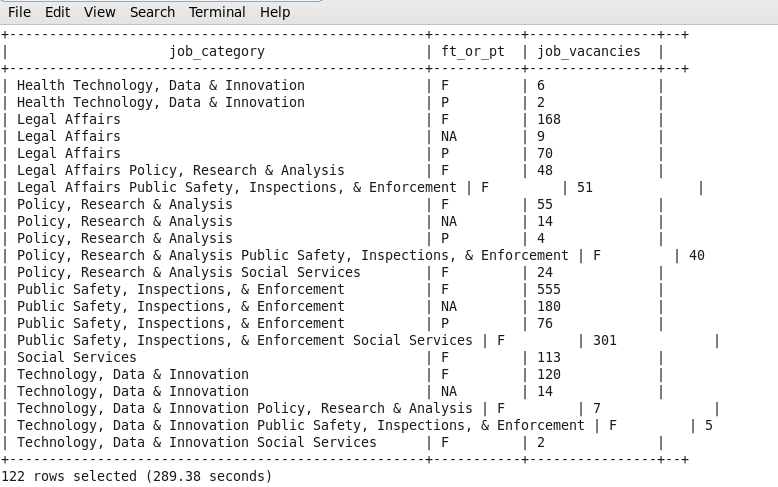 File Edit View Search Terminal Help
+----------------------------------------------------+-----------+----------------+--+
| job_category | ft_or_pt | job_vacancies |
+----------------------------------------------------+-----------+----------------+--+
| Health Technology, Data & Innovation | F | 6 |
| Health Technology, Data & Innovation | P | 2 |
| Legal Affairs | F | 168 |
| Legal Affairs | NA | 9 |
| Legal Affairs | P | 70 |
| Legal Affairs Policy, Research & Analysis | F | 48 |
| Legal Affairs Public Safety, Inspections, & Enforcement | F | 51 |
| Policy, Research & Analysis | F | 55 |
| Policy, Research & Analysis | NA | 14 |
| Policy, Research & Analysis | P | 4 |
| Policy, Research & Analysis Public Safety, Inspections, & Enforcement | F | 40
| Policy, Research & Analysis Social Services | F | 24 |
| Public Safety, Inspections, & Enforcement | F | 555 |
| Public Safety, Inspections, & Enforcement | NA | 180 |
| Public Safety, Inspections, & Enforcement | P | 76 |
| Public Safety, Inspections, & Enforcement Social Services | F | 301 |
| Social Services | F | 113 |
| Technology, Data & Innovation | F | 120 |
| Technology, Data & Innovation | NA | 14 |
| Technology, Data & Innovation Policy, Research & Analysis | F | 7 |
| Technology, Data & Innovation Public Safety, Inspections, & Enforcement | F | 5
| Technology, Data & Innovation Social Services | F | 2 |
+----------------------------------------------------+-----------+----------------+--+
122 rows selected (289.38 seconds)